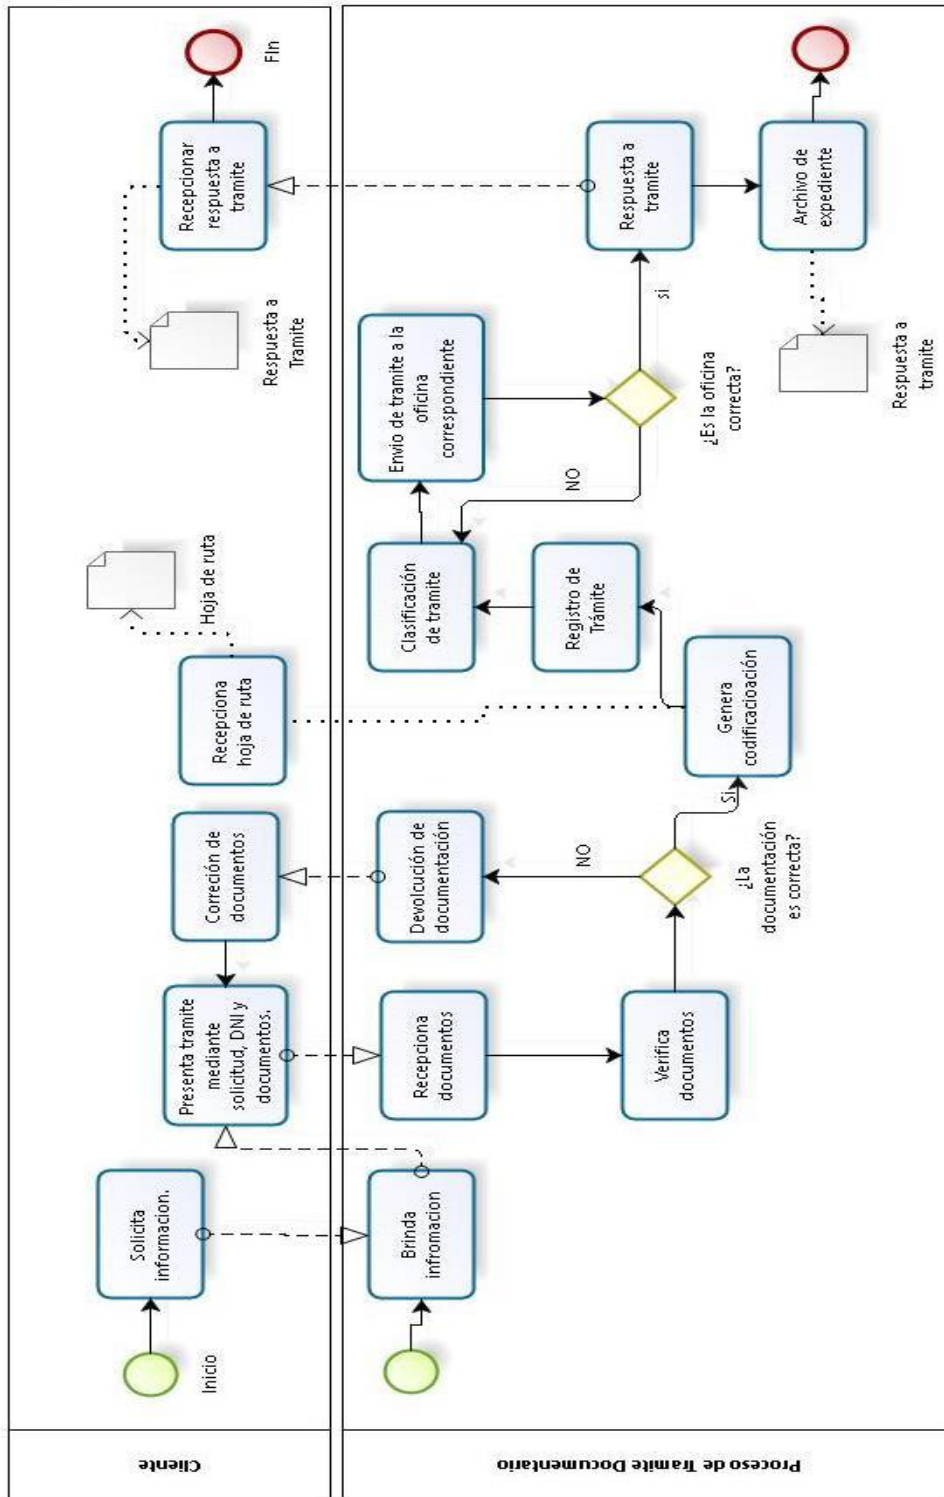 Cliente
Inicio
Solicita
informacion.
Presenta tramite
mediante
solicitud, DNI y
documentos.
Correción de
documentos
Recepciona
hoja de ruta
Hoja de ruta
Respuesta a
Tramite
Recepcionar
respuesta a
tramite
FIn
Proceso de Tramite Documentario
Brinda
infromacion
Recepciona
documentos
Verifica
documentos
¿La
documentación
es correcta?
NO
Devolcución de
documentación
Si
Genera
codificacioación
Registro de
Trámite
Clasificación
de tramite
Envio de tramite a la
oficina
correspondiente
¿Es la oficina
correcta?
NO
si
Respuesta a
tramite
Archivo de
expediente
Respuesta a
tramite